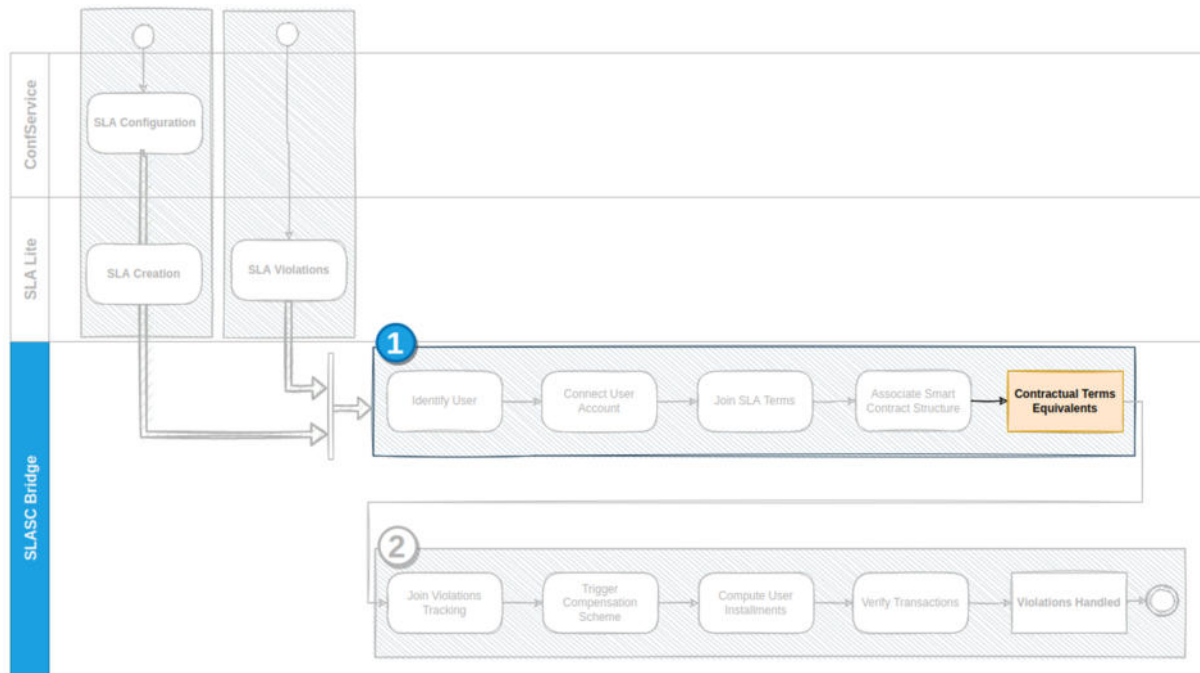 ConfService
SLA Configuration
SLA Lite
SLA Creation
SLA Violations
SLASC Bridge
1
Identify User
Connect User
Account
Join SLA Terms
Associate Smart
Contract Structure
Contractual Terms
Equivalents
2
Join Violations
Tracking
Trigger
Compensation
Scheme
Compute User
Installments
Verify Transactions
Violations Handled